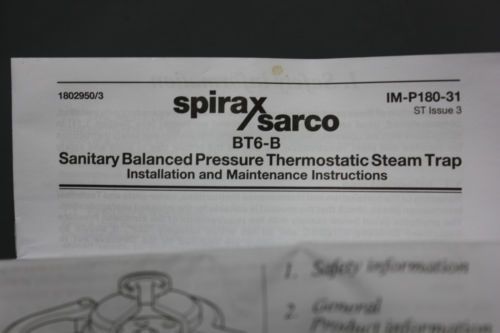 1802950/3
IM-P180-31
ST Issue 3
spirax
sarco
BT6-B
Sanitary Balanced Pressure Thermostatic Steam Trap
Installation and Maintenance Instructions
1. Safety information
2. General
Product information